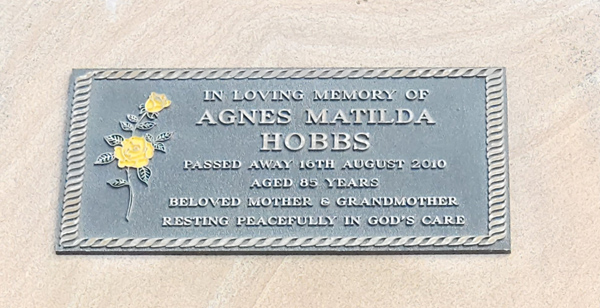 IN LOVING MEMORY OF
AGNES MATILDA
HOBBS
PASSED AWAY 16TH AUGUST 2010
AGED 85 YEARS
BELOVED MOTHER & GRANDMOTHER
RESTING PEACEFULLY IN GOD'S CARE